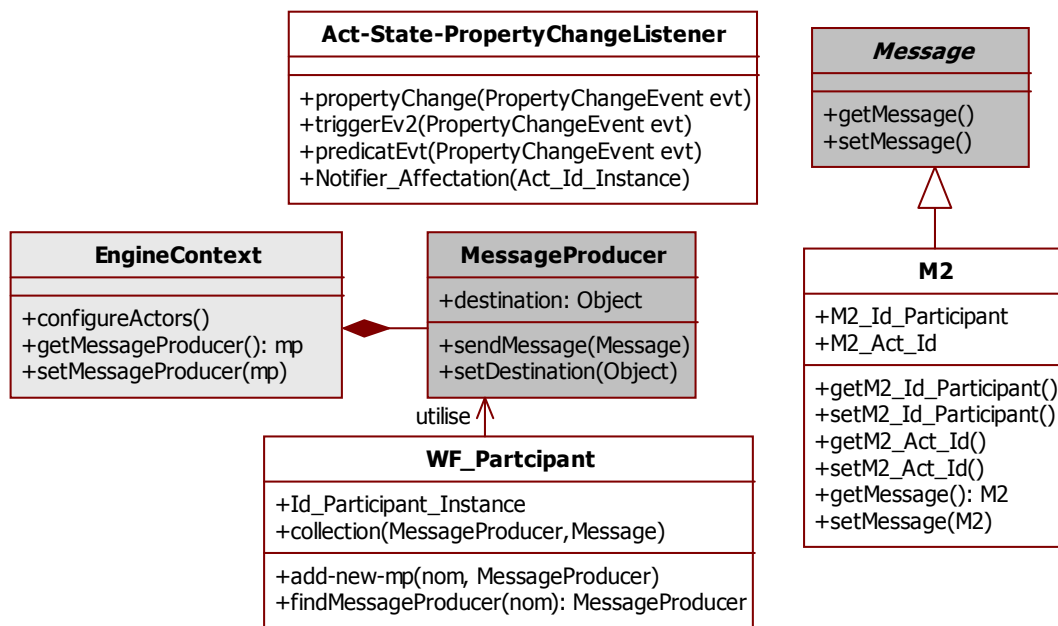 Act-State-PropertyChangeListener
+propertyChange(PropertyChangeEvent evt)
+triggerEv2(PropertyChangeEvent evt)
+predicatEvt(PropertyChangeEvent evt)
+Notifier_Affectation(Act_Id_Instance)
Message
+getMessage()
+setMessage()
EngineContext
+configureActors()
+getMessageProducer(): mp
+setMessageProducer(mp)
MessageProducer
+destination: Object
+sendMessage(Message)
+setDestination(Object)
M2
+M2_Id_Participant
+M2_Act_Id
+getM2_Id_Participant()
+setM2_Id_Participant()
+getM2_Act_Id()
+setM2_Act_Id()
+getMessage(): M2
+setMessage(M2)
utilise
WF_Partcipant
+Id_Participant_Instance
+collection(MessageProducer,Message)
+add-new-mp(nom, MessageProducer)
+findMessageProducer(nom): MessageProducer